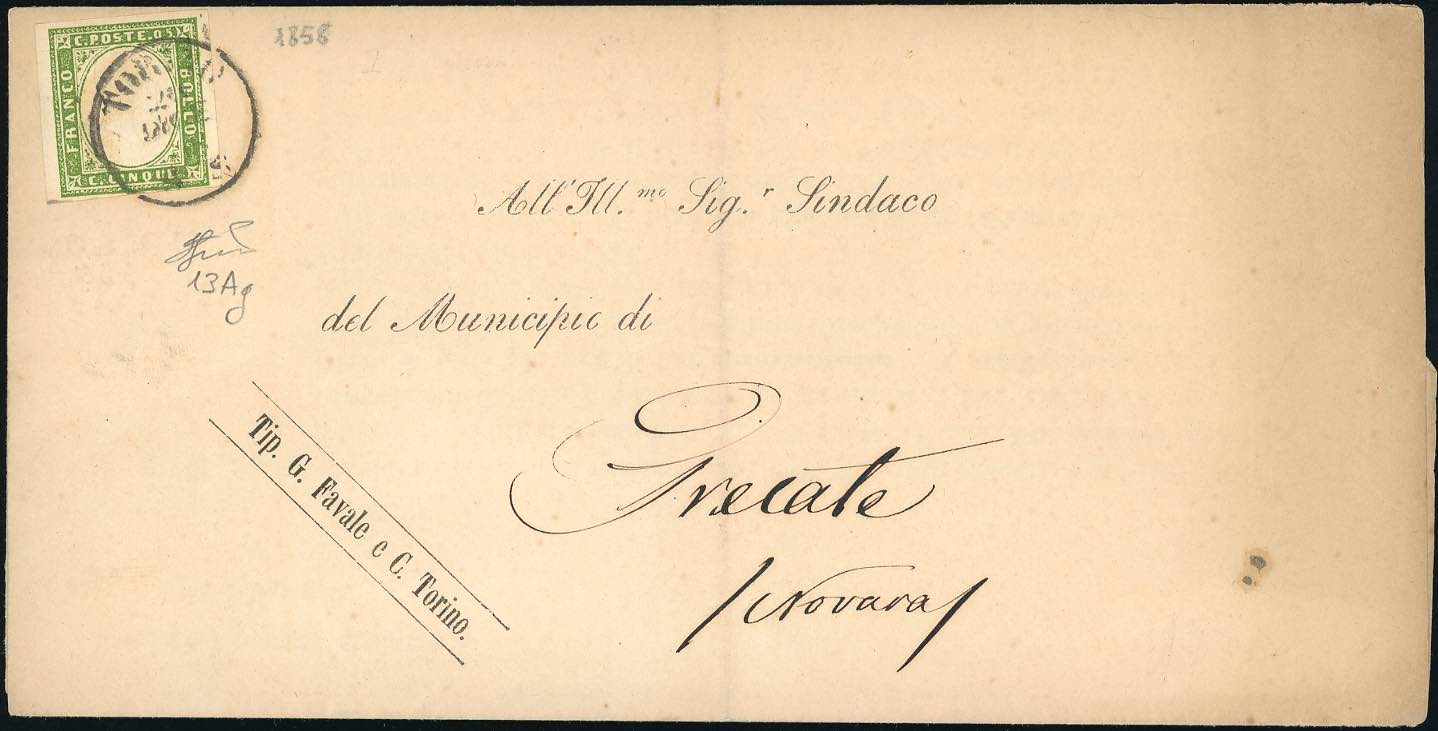 C. POSTE. 05.
FRANCO
BOLLO
C. CINQUE
1858
13Ag
All'Ill.mo Sig.r Sindaco
del Municipio di
Trecate
/Novara/
Tip. G. Favale e C. Torino.